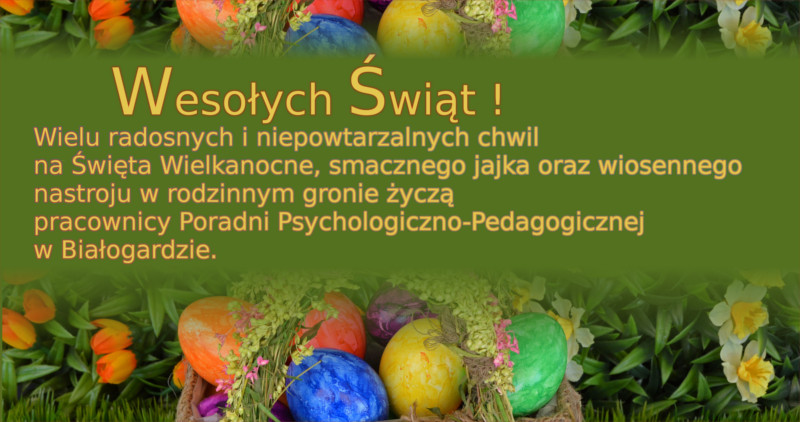 Wesołych Świąt !
Wielu radosnych i niepowtarzalnych chwil
na Święta Wielkanocne, smacznego jajka oraz wiosennego
nastroju w rodzinnym gronie życzą
pracownicy Poradni Psychologiczno-Pedagogicznej
w Białogardzie.